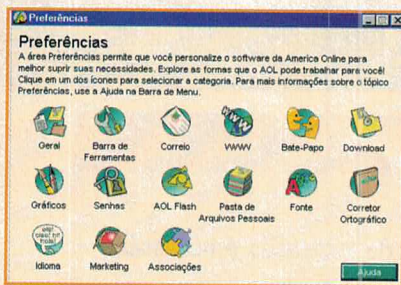 Preferências
Preferências
A área Preferências permite que você personalize o software da America Online para
melhor suprir suas necessidades. Explore as formas que o AOL pode trabalhar para você!
Clique em um dos ícones para selecionar a categoria. Para mais informações sobre o tópico
Preferências, use a Ajuda na Barra de Menu.
Geral
Barra de
Ferramentas
Correio
WWW
Bate-Papo
Download
Gráficos
Senhas
AOL Flash
Pasta de
Arquivos Pessoais
Fonte
Corretor
Ortográfico
Idioma
Marketing
Associações
Ajuda